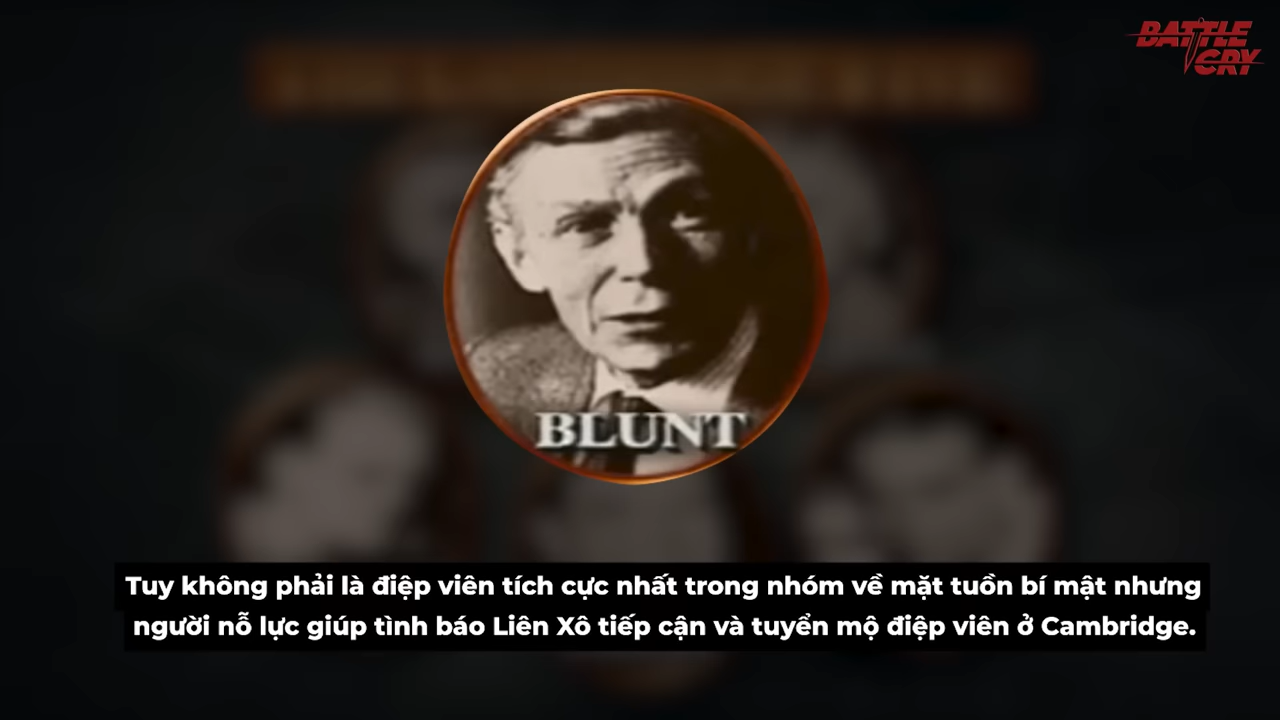 BATTLE
CRY
BLUNT
Tuy không phải là điệp viên tích cực nhất trong nhóm về mặt tuồn bí mật nhưng
người nỗ lực giúp tình báo Liên Xô tiếp cận và tuyển mộ điệp viên ở Cambridge.